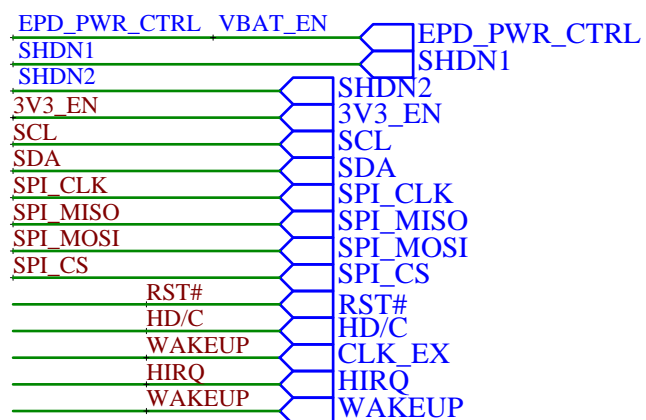 EPD_PWR_CTRL VBAT_EN EPD_PWR_CTRL
SHDN1 SHDN1
SHDN2 SHDN2
3V3_EN 3V3_EN
SCL SCL
SDA SDA
SPI_CLK SPI_CLK
SPI_MISO SPI_MISO
SPI_MOSI SPI_MOSI
SPI_CS SPI_CS
RST# RST#
HD/C HD/C
WAKEUP CLK_EX
HIRQ HIRQ
WAKEUP WAKEUP